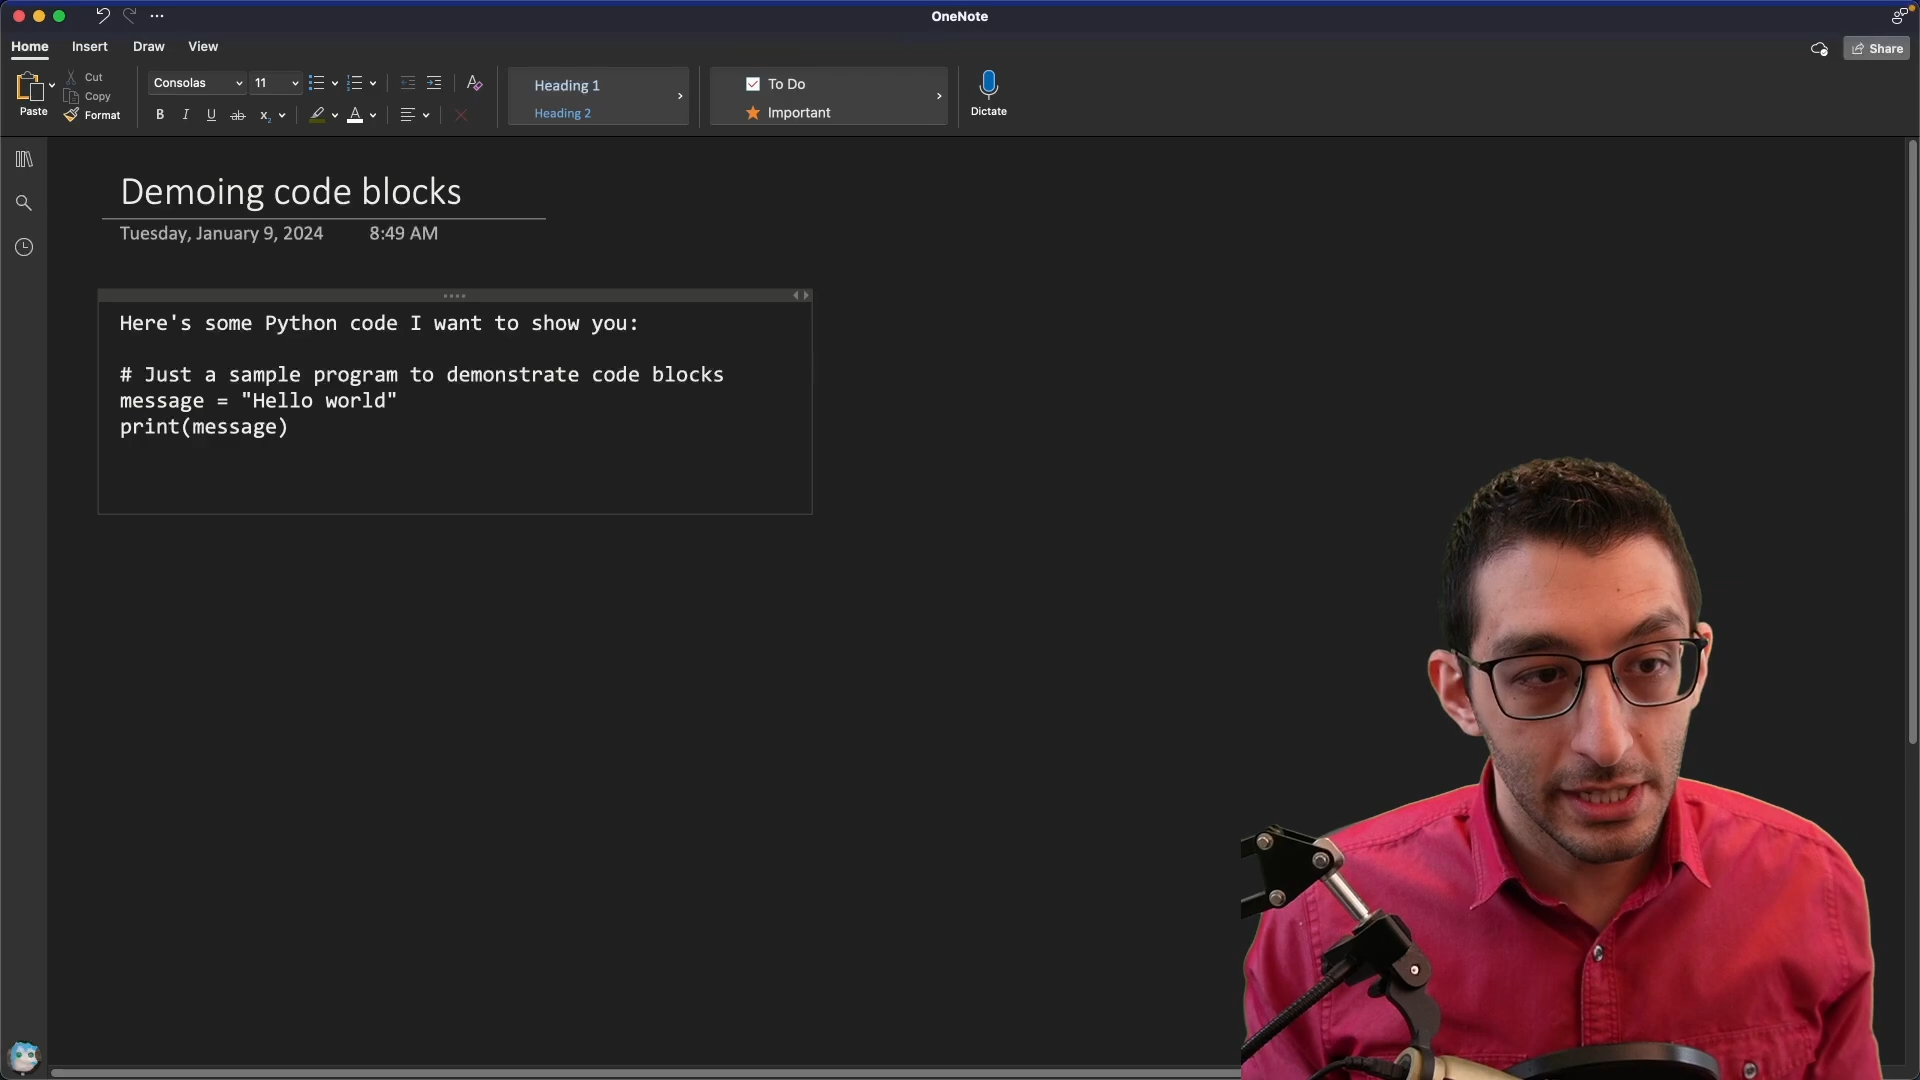 OneNote
Home Insert Draw View
Share
Paste
Cut
Copy
Format
Consolas 11
B I U ab x₂ A
Heading 1
Heading 2
To Do
Important
Dictate
Demoing code blocks
Tuesday, January 9, 2024 8:49 AM
Here's some Python code I want to show you:
# Just a sample program to demonstrate code blocks
message = "Hello world"
print(message)